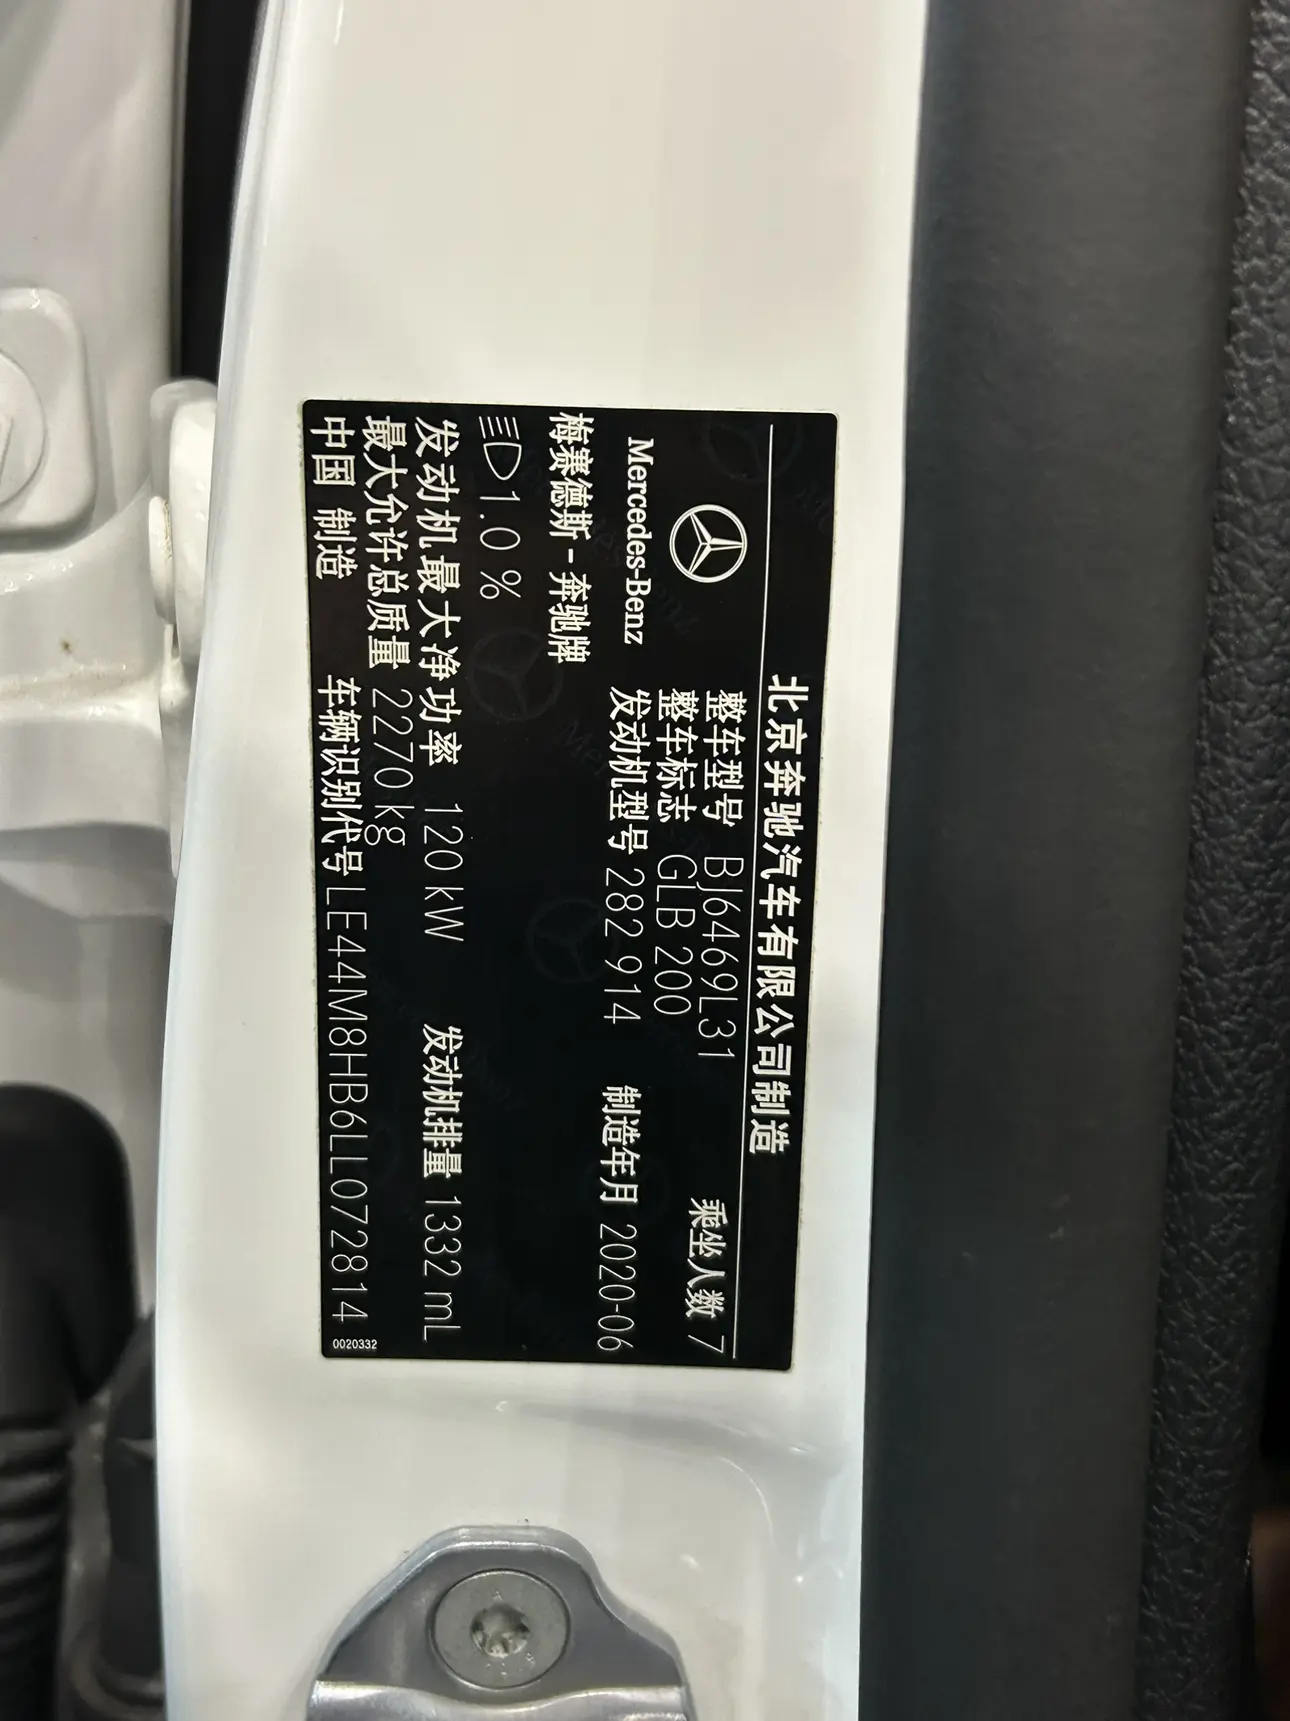 北京奔驰汽车有限公司制造
整车型号 BJ6469L31 乘坐人数 7
整车标志 GLB 200
Mercedes-Benz 发动机型号 282 914 制造年月 2020-06
梅赛德斯-奔驰牌
1.0 %
发动机最大净功率 120 kW 发动机排量 1332 mL
最大允许总质量 2270 kg
中国 制造 车辆识别代号 LE44M8HB6LL072814
0020332